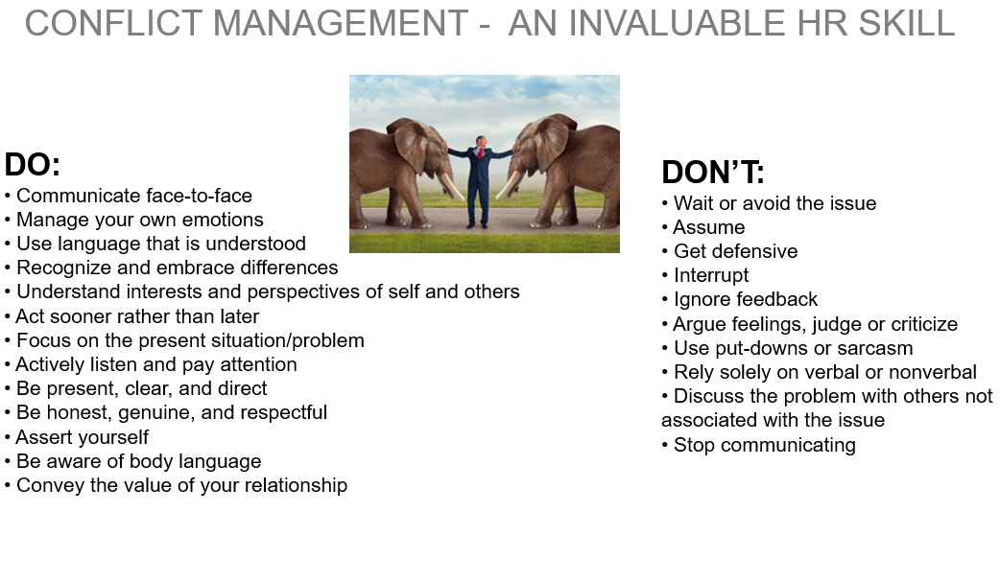 CONFLICT MANAGEMENT - AN INVALUABLE HR SKILL
DO:
• Communicate face-to-face
• Manage your own emotions
• Use language that is understood
• Recognize and embrace differences
• Understand interests and perspectives of self and others
• Act sooner rather than later
• Focus on the present situation/problem
• Actively listen and pay attention
• Be present, clear, and direct
• Be honest, genuine, and respectful
• Assert yourself
• Be aware of body language
• Convey the value of your relationship
DON’T:
• Wait or avoid the issue
• Assume
• Get defensive
• Interrupt
• Ignore feedback
• Argue feelings, judge or criticize
• Use put-downs or sarcasm
• Rely solely on verbal or nonverbal
• Discuss the problem with others not
associated with the issue
• Stop communicating